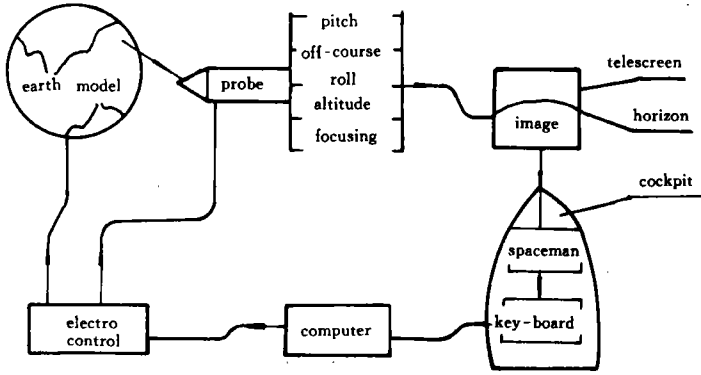 pitch
off-course
roll
altitude
focusing
earth model
probe
telescreen
horizon
image
cockpit
spaceman
key-board
computer
electro
control